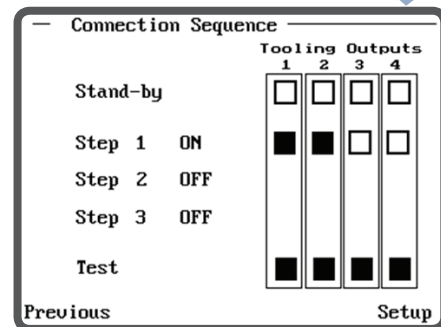 Connection Sequence
Tooling Outputs
1 2 3 4
Stand-by
Step 1 ON
Step 2 OFF
Step 3 OFF
Test
Previous Setup